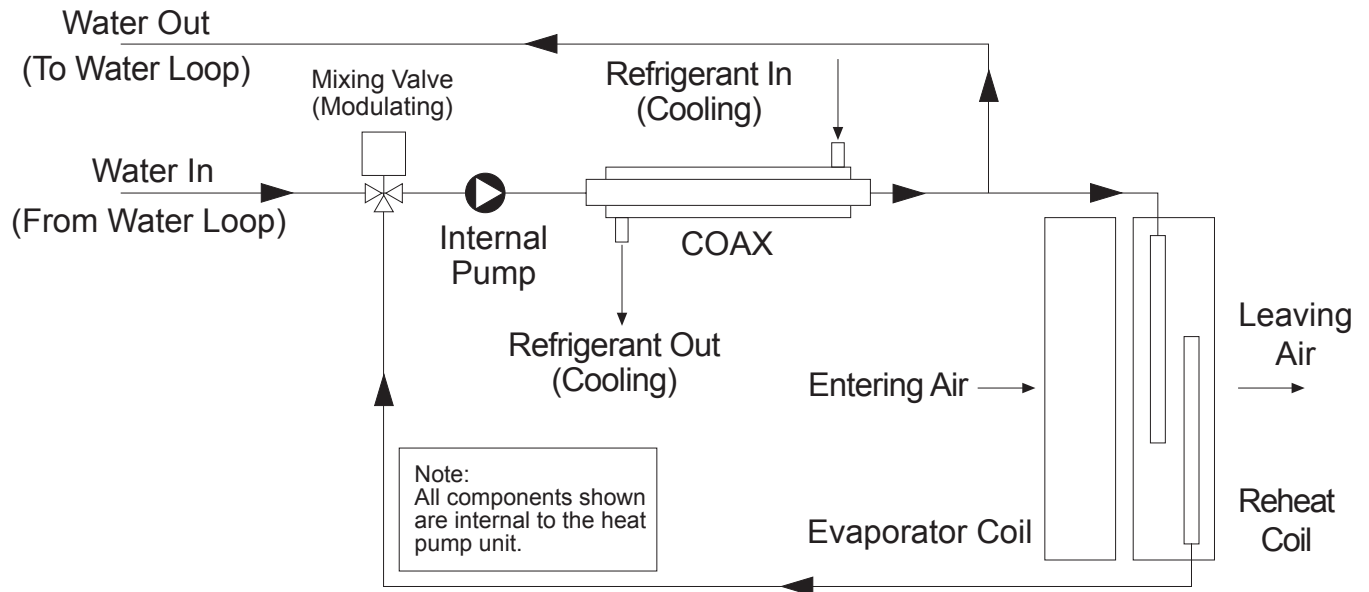 Water Out
(To Water Loop)
Mixing Valve
(Modulating)
Refrigerant In
(Cooling)
Water In
(From Water Loop)
Internal
Pump
COAX
Refrigerant Out
(Cooling)
Entering Air
Leaving
Air
Note:
All components shown
are internal to the heat
pump unit.
Evaporator Coil
Reheat
Coil